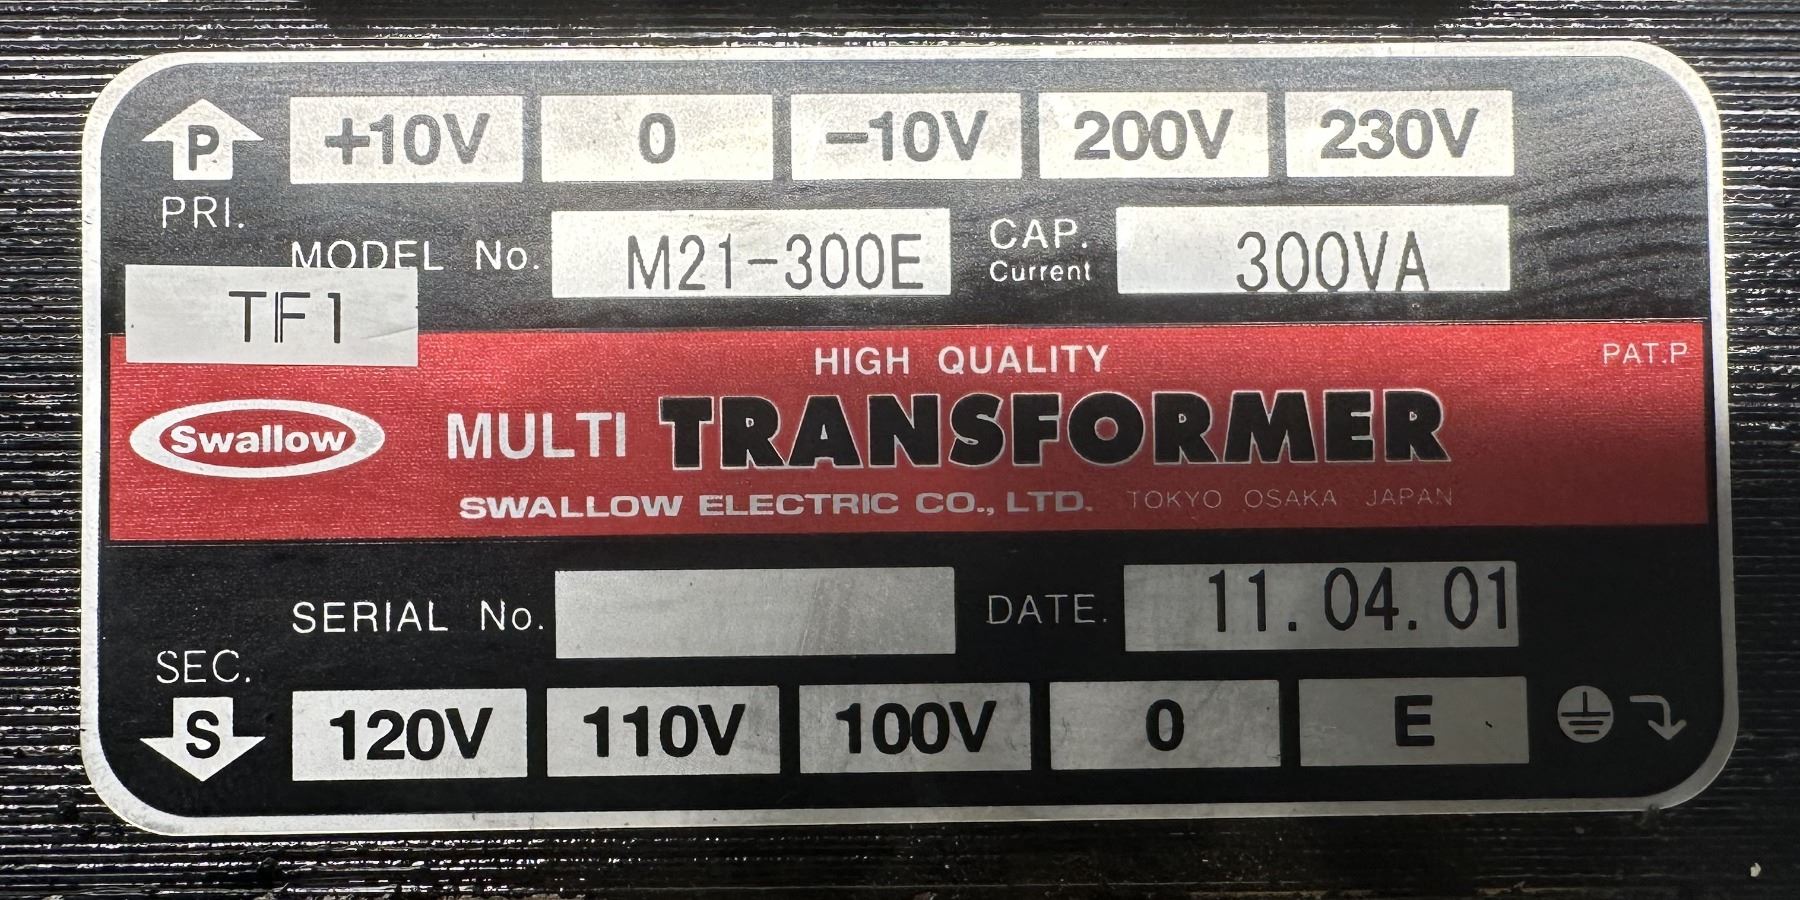 P +10V 0 −10V 200V 230V
PRI.
MODEL No. M21-300E CAP. Current 300VA
TF1
HIGH QUALITY PAT.P
Swallow MULTI TRANSFORMER
SWALLOW ELECTRIC CO., LTD. TOKYO OSAKA JAPAN
SERIAL No. DATE. 11.04.01
SEC.
S 120V 110V 100V 0 E